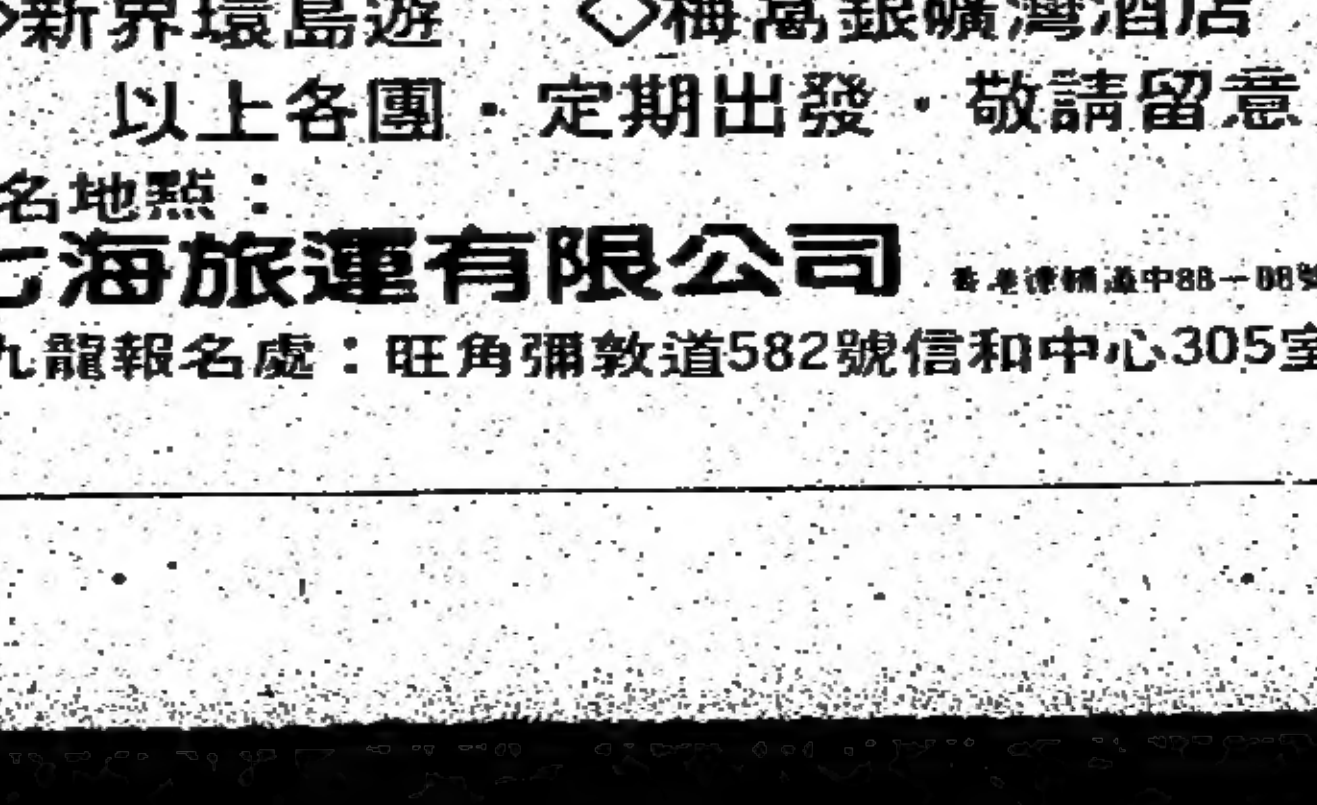 ◇新界環島遊 ◇梅窩銀礦灣酒店
以上各團・定期出發・敬請留意
名地點：
七海旅運有限公司
九龍報名處：旺角彌敦道582號信和中心305室